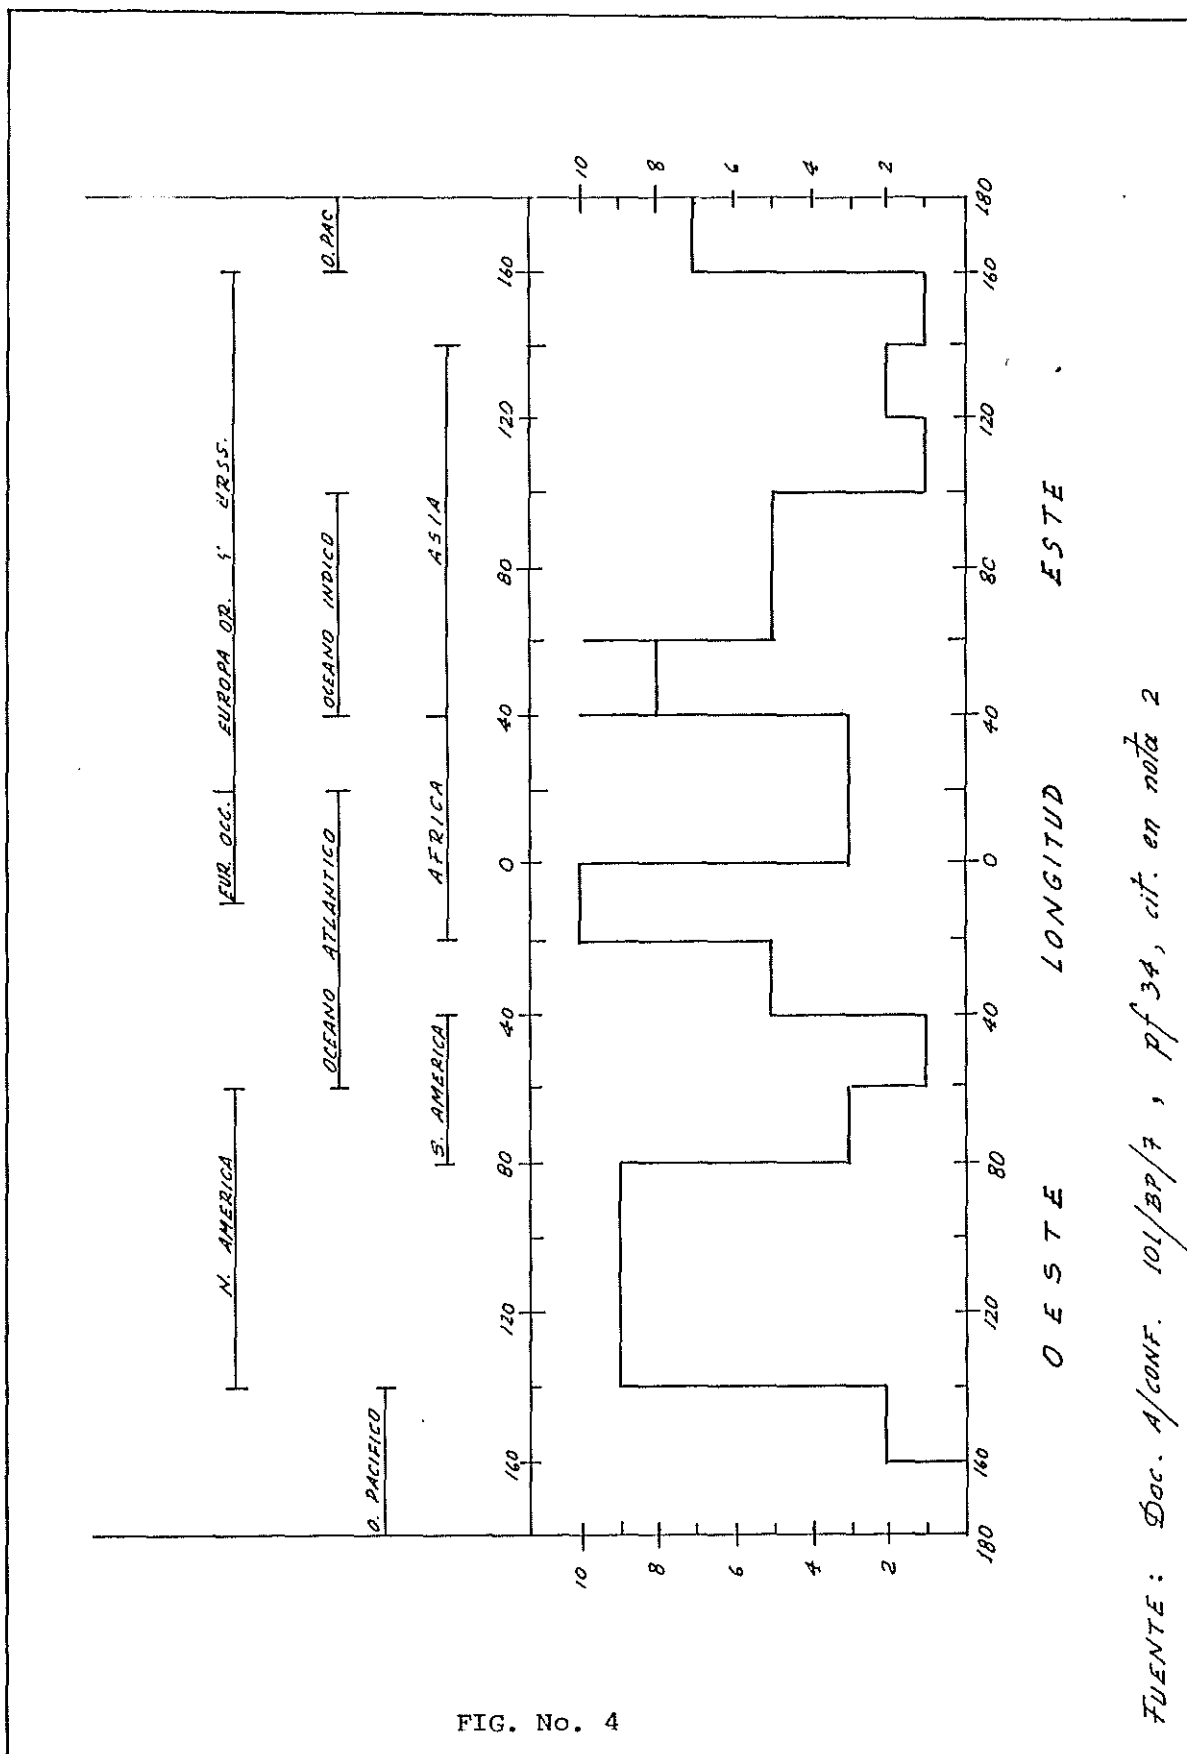 N. AMERICA
EUR. OCC.
EUROPA OR. Y URSS.
OCEANO ATLANTICO
OCEANO INDICO
O. PAC
O. PACIFICO
S. AMERICA
AFRICA
ASIA
160 120 80 40 0 40 80 120 160
10 10
8 8
6 6
4 4
2 2
180 160 120 80 40 0 40 80 120 160 180
OESTE LONGITUD ESTE
FUENTE: Doc. A/CONF. 101/BP/7, pf 34, cit. en nota 2
FIG. No. 4